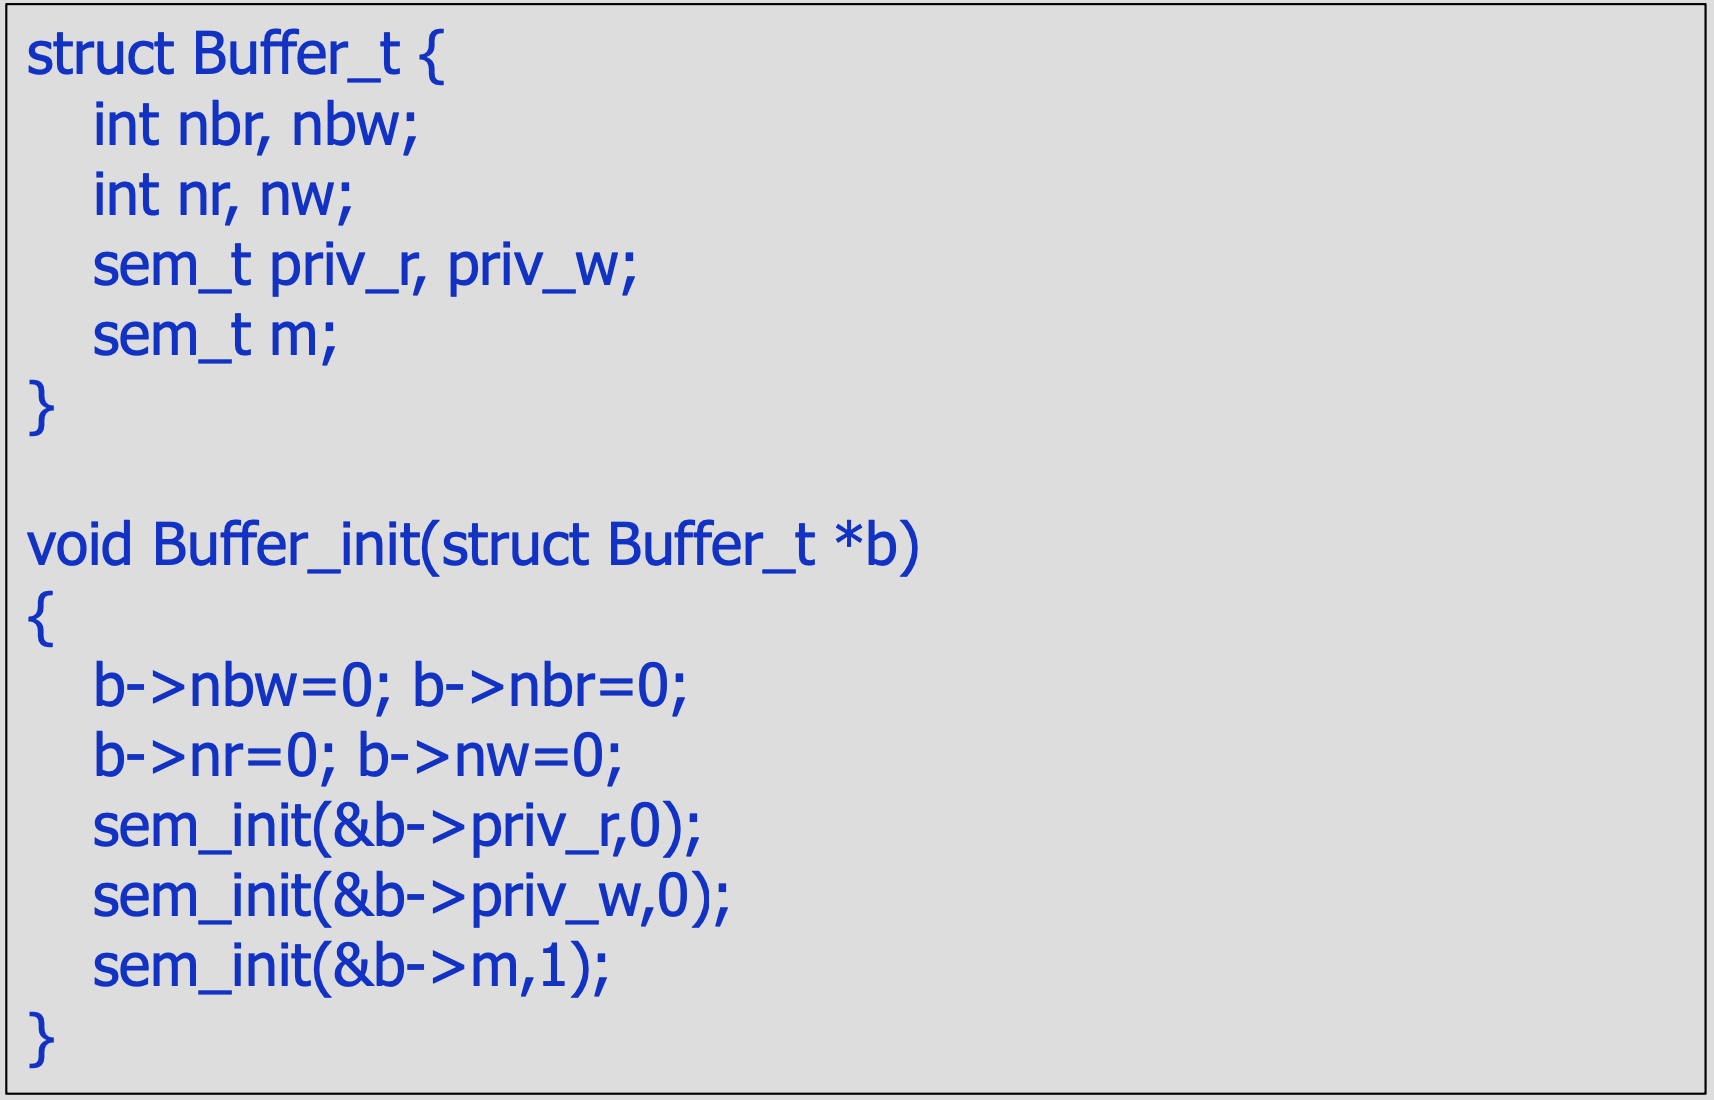 struct Buffer_t {
int nbr, nbw;
int nr, nw;
sem_t priv_r, priv_w;
sem_t m;
}
void Buffer_init(struct Buffer_t *b)
{
b->nbw=0; b->nbr=0;
b->nr=0; b->nw=0;
sem_init(&b->priv_r,0);
sem_init(&b->priv_w,0);
sem_init(&b->m,1);
}